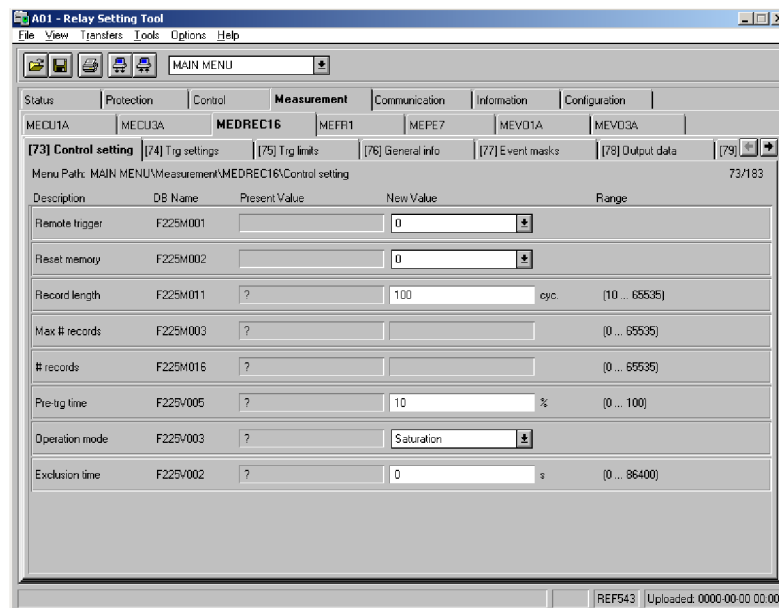 A01 - Relay Setting Tool
File View Transfers Tools Options Help
MAIN MENU
Status Protection Control Measurement Communication Information Configuration
MECU1A MECU3A MEDREC16 MEFR1 MEPE7 MEVO1A MEVO3A
[73] Control setting [74] Trg settings [75] Trg limits [76] General info [77] Event masks [78] Output data [79]
Menu Path: MAIN MENU\Measurement\MEDREC16\Control setting 73/183
Description DB Name Present Value New Value Range
Remote trigger F225M001 0
Reset memory F225M002 0
Record length F225M011 ? 100 cyc. (10 ... 65535)
Max # records F225M003 ? (0 ... 65535)
# records F225M016 ? (0 ... 65535)
Pre-trg time F225V005 ? 10 % (0 ... 100)
Operation mode F225V003 ? Saturation
Exclusion time F225V002 ? 0 s (0 ... 86400)
REF543 Uploaded: 0000-00-00 00:00